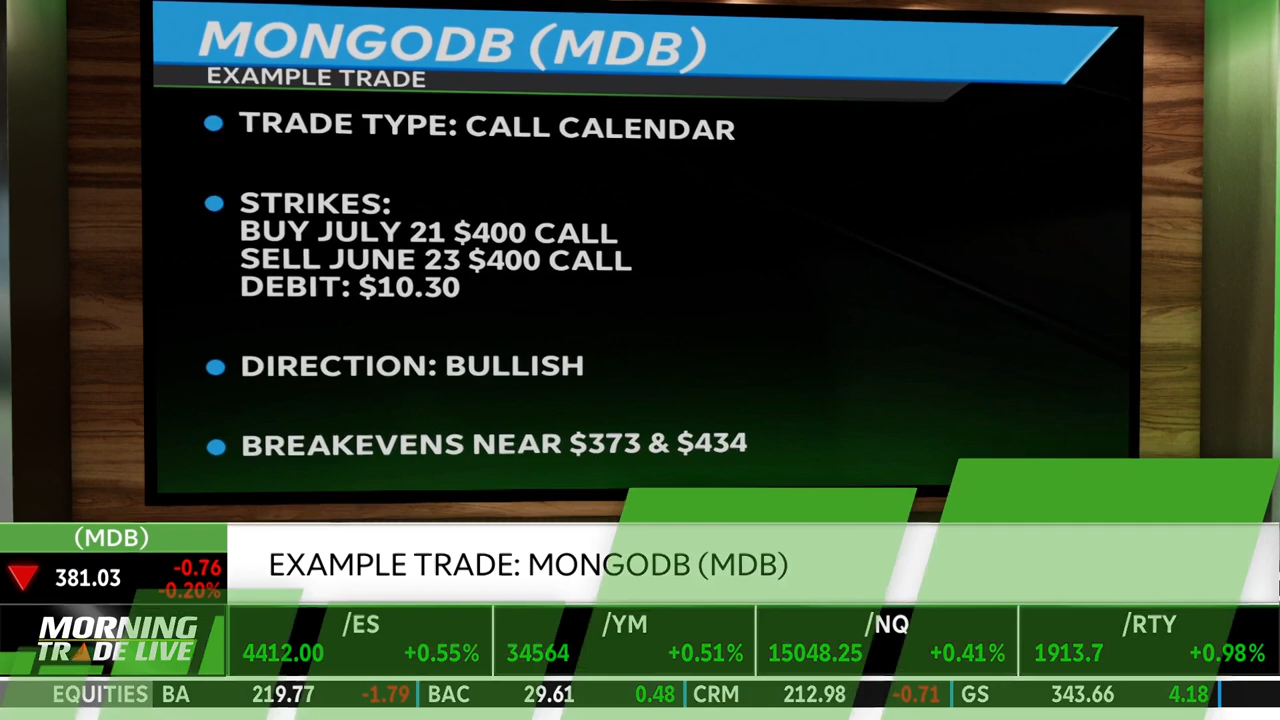 MONGODB (MDB)
EXAMPLE TRADE
TRADE TYPE: CALL CALENDAR
STRIKES:
BUY JULY 21 $400 CALL
SELL JUNE 23 $400 CALL
DEBIT: $10.30
DIRECTION: BULLISH
BREAKEVENS NEAR $373 & $434
(MDB)
381.03
-0.76
-0.20%
EXAMPLE TRADE: MONGODB (MDB)
MORNING
TRADE LIVE
/ES
4412.00 +0.55%
/YM
34564 +0.51%
/NQ
15048.25 +0.41%
/RTY
1913.7 +0.98%
EQUITIES BA 219.77 -1.79 BAC 29.61 0.48 CRM 212.98 -0.71 GS 343.66 4.18